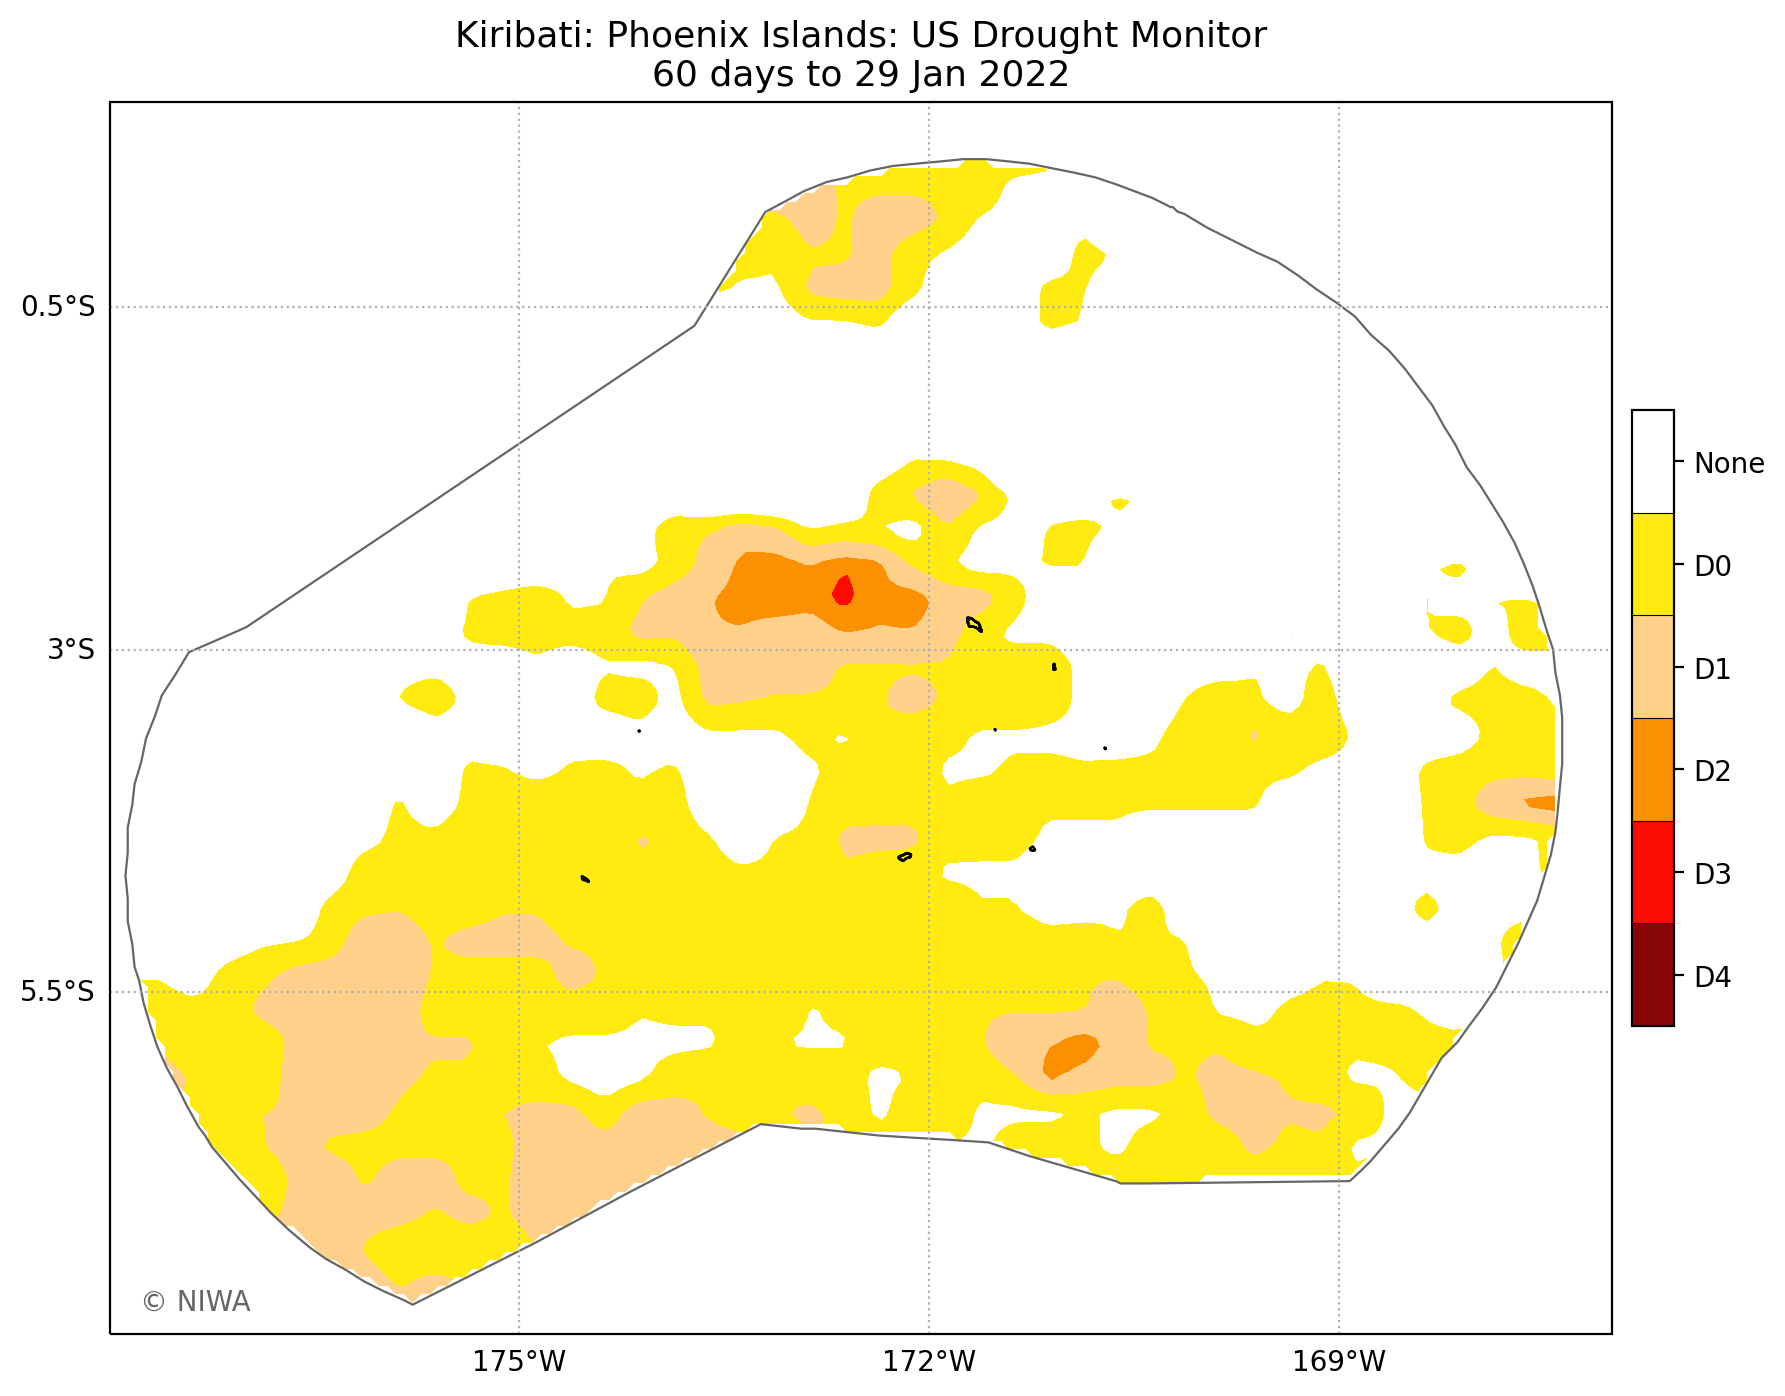 Kiribati: Phoenix Islands: US Drought Monitor
60 days to 29 Jan 2022
0.5°S
3°S
5.5°S
175°W
172°W
169°W
None
D0
D1
D2
D3
D4
© NIWA